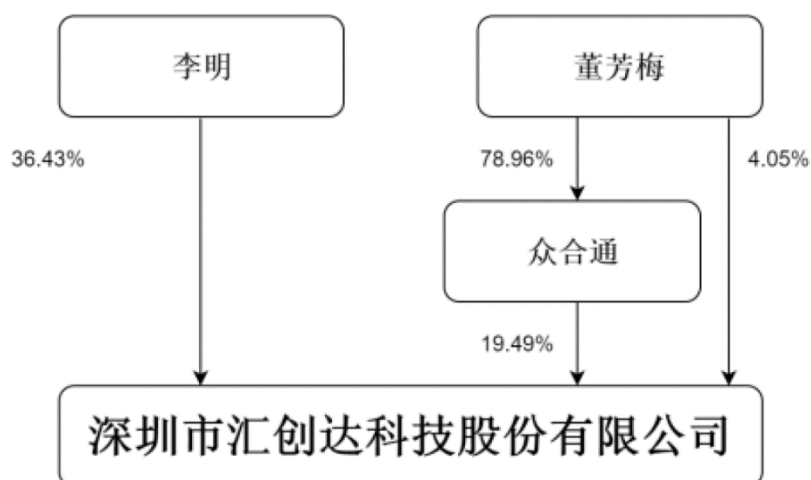 李明
董芳梅
36.43%
78.96%
4.05%
众合通
19.49%
深圳市汇创达科技股份有限公司